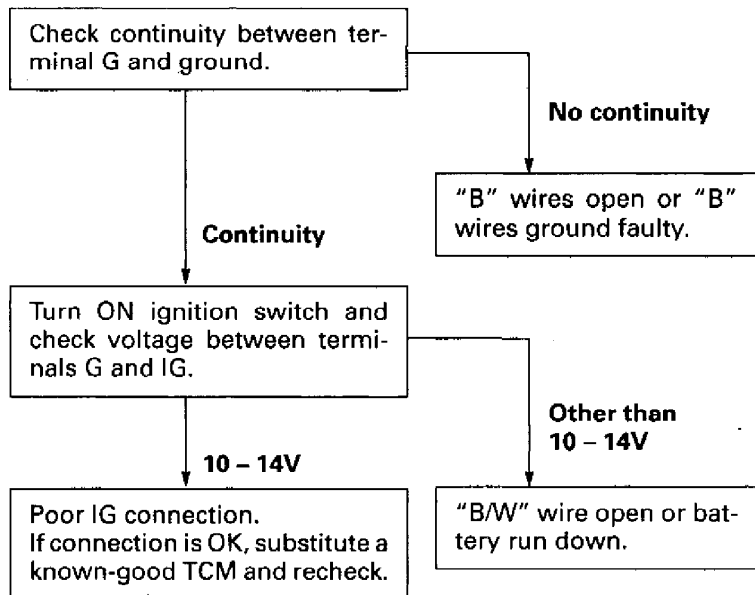 Check continuity between ter-
minal G and ground.
No continuity
"B" wires open or "B"
wires ground faulty.
Continuity
Turn ON ignition switch and
check voltage between termi-
nals G and IG.
Other than
10 – 14V
10 – 14V
"B/W" wire open or bat-
tery run down.
Poor IG connection.
If connection is OK, substitute a
known-good TCM and recheck.